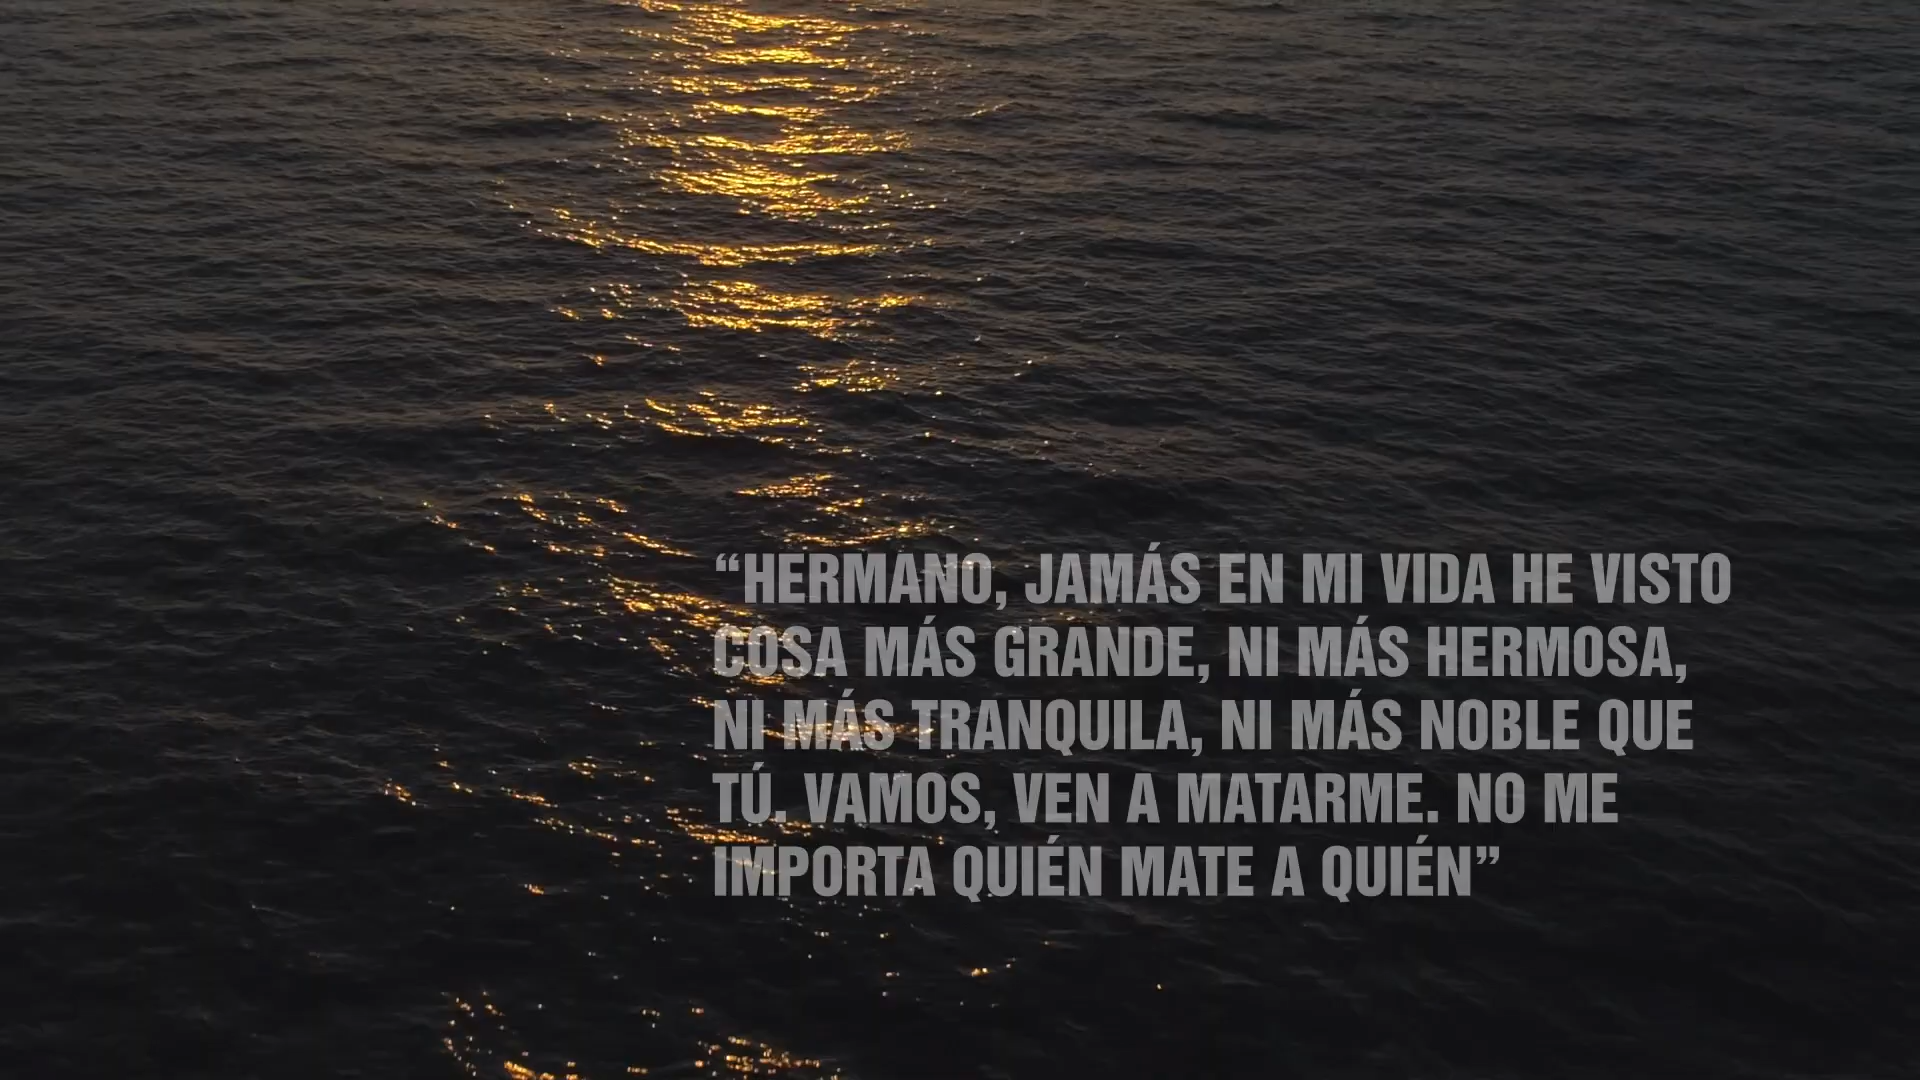 “HERMANO, JAMÁS EN MI VIDA HE VISTO
COSA MÁS GRANDE, NI MÁS HERMOSA,
NI MÁS TRANQUILA, NI MÁS NOBLE QUE
TÚ. VAMOS, VEN A MATARME. NO ME
IMPORTA QUIÉN MATE A QUIÉN”